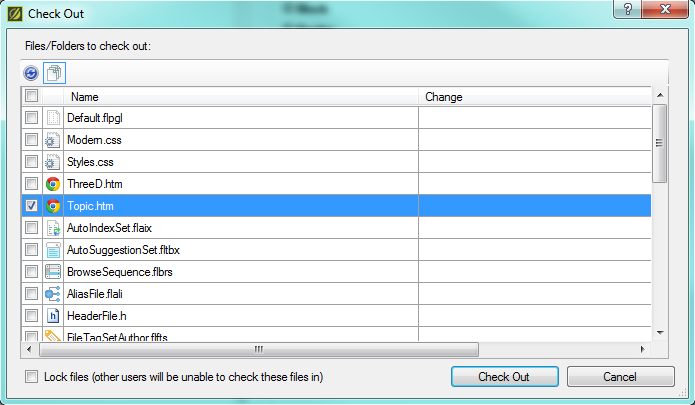 Check Out
Files/Folders to check out:
Name Change
Default.flpgl
Modern.css
Styles.css
ThreeD.htm
Topic.htm
AutoIndexSet.flaix
AutoSuggestionSet.fltbx
BrowseSequence.flbrs
AliasFile.flali
h HeaderFile.h
FileTagSetAuthor.flfts
Lock files (other users will be unable to check these files in)
Check Out Cancel